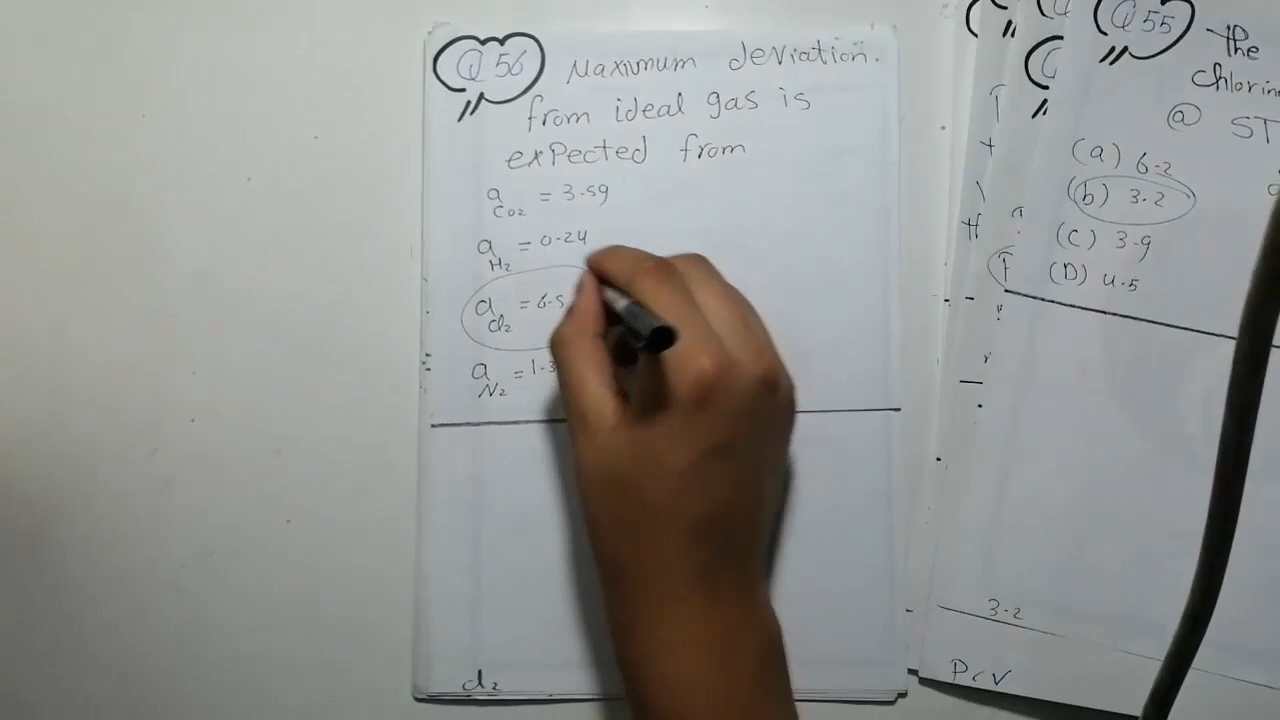 Q 56 Maximum deviation.
from ideal gas is
expected from
a CO2 = 3.59
a H2 = 0.24
a Cl2 = 6.5
a N2 = 1.3
Cl2
Q 55 The
Chlorin
@ ST
(a) 6.2
(b) 3.2
(C) 3.9
(D) 4.5
3.2
P<V